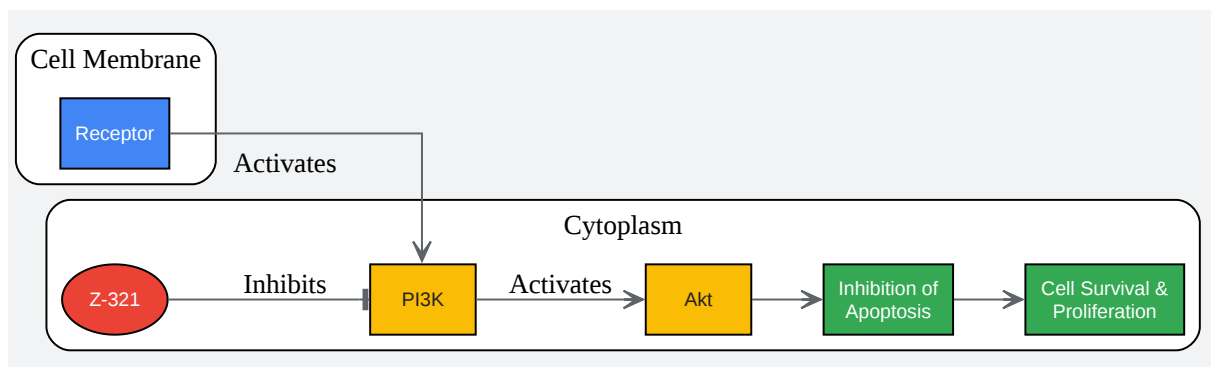 Cell Membrane
Receptor
Activates
Cytoplasm
Z-321
Inhibits
PI3K
Activates
Akt
Inhibition of
Apoptosis
Cell Survival &
Proliferation